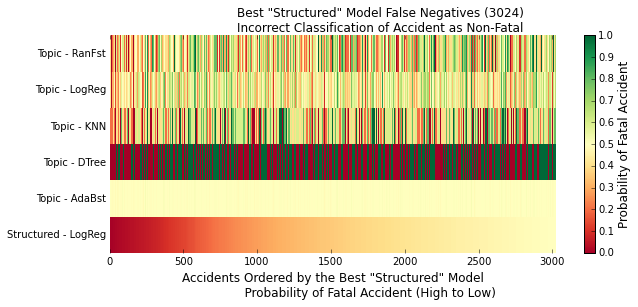 Best "Structured" Model False Negatives (3024)
Incorrect Classification of Accident as Non-Fatal
Topic - RanFst
Topic - LogReg
Topic - KNN
Topic - DTree
Topic - AdaBst
Structured - LogReg
0 500 1000 1500 2000 2500 3000
Accidents Ordered by the Best "Structured" Model
Probability of Fatal Accident (High to Low)
1.0
0.9
0.8
0.7
0.6
0.5
0.4
0.3
0.2
0.1
0.0
Probability of Fatal Accident